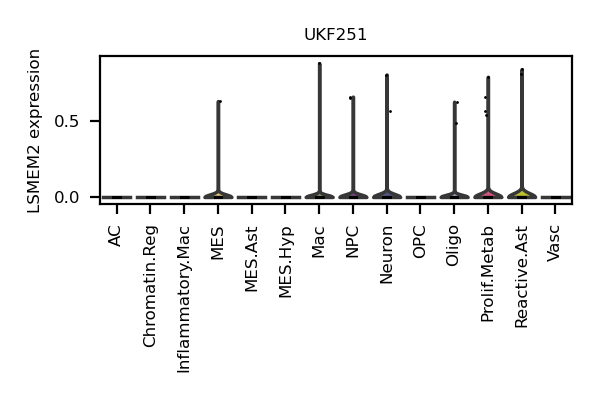 UKF251
LSMEM2 expression
0.5
0.0
AC
Chromatin.Reg
Inflammatory.Mac
MES
MES.Ast
MES.Hyp
Mac
NPC
Neuron
OPC
Oligo
Prolif.Metab
Reactive.Ast
Vasc